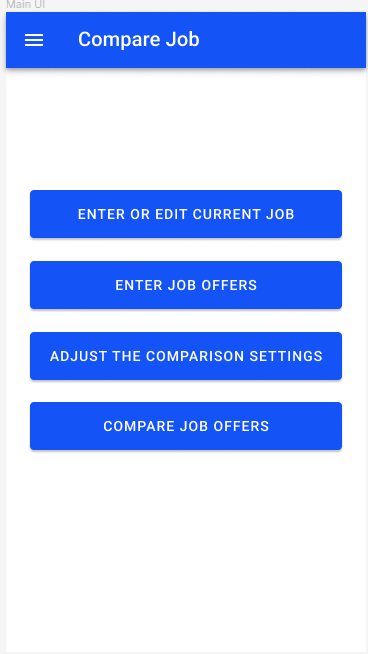 Main UI
Compare Job
ENTER OR EDIT CURRENT JOB
ENTER JOB OFFERS
ADJUST THE COMPARISON SETTINGS
COMPARE JOB OFFERS